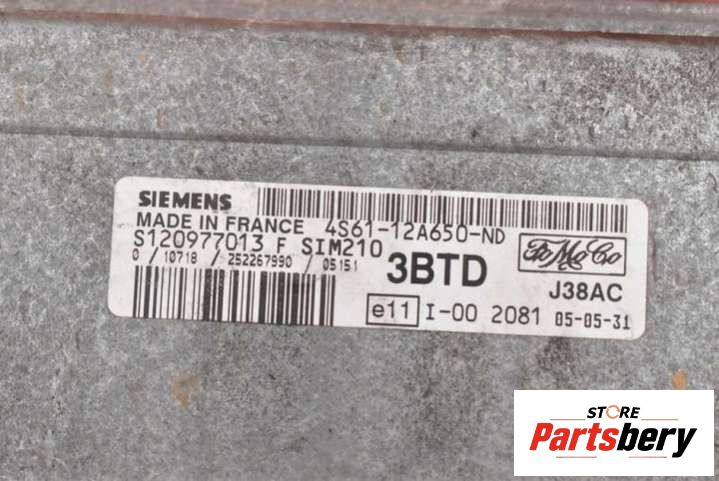 SIEMENS
MADE IN FRANCE 4S61-12A650-ND
S120977013 F SIM210
0 / 10718 / 252267990 / 05151
3BTD
FoMoCo
J38AC
e11 I-00 2081 05-05-31
STORE
Partsbery